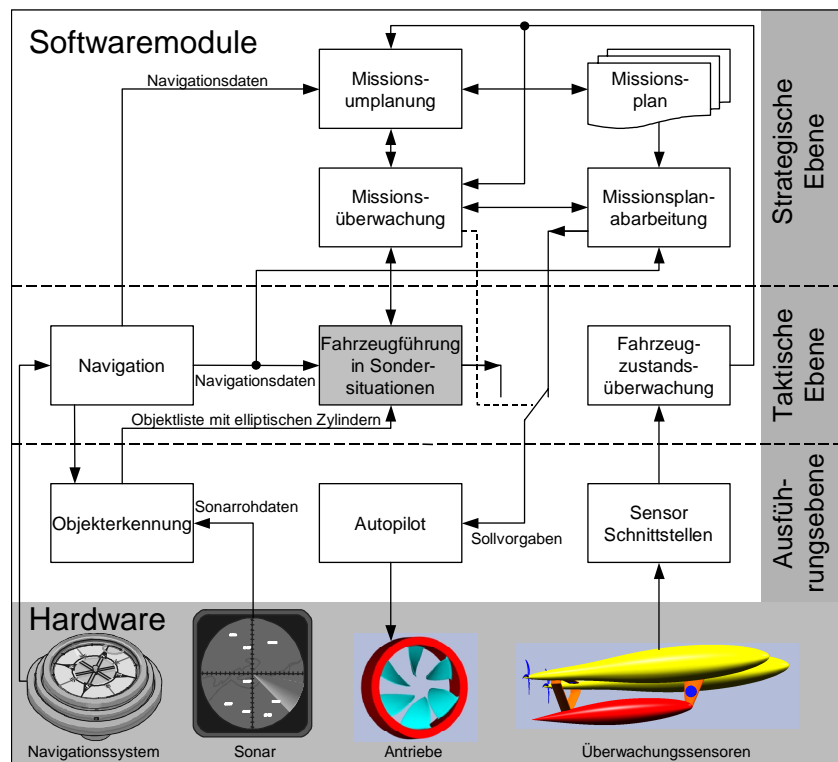 Softwaremodule
Navigationsdaten
Missions-
umplanung
Missions-
plan
Missions-
überwachung
Missionsplan-
abarbeitung
Strategische
Ebene
Navigation
Navigationsdaten
Fahrzeugführung
in Sonder-
situationen
Fahrzeug-
zustands-
überwachung
Taktische
Ebene
Objektliste mit elliptischen Zylindern
Objekterkennung
Sonarrohdaten
Autopilot
Sollvorgaben
Sensor
Schnittstellen
Ausfüh-
rungsebene
Hardware
Navigationssystem
Sonar
Antriebe
Überwachungssensoren